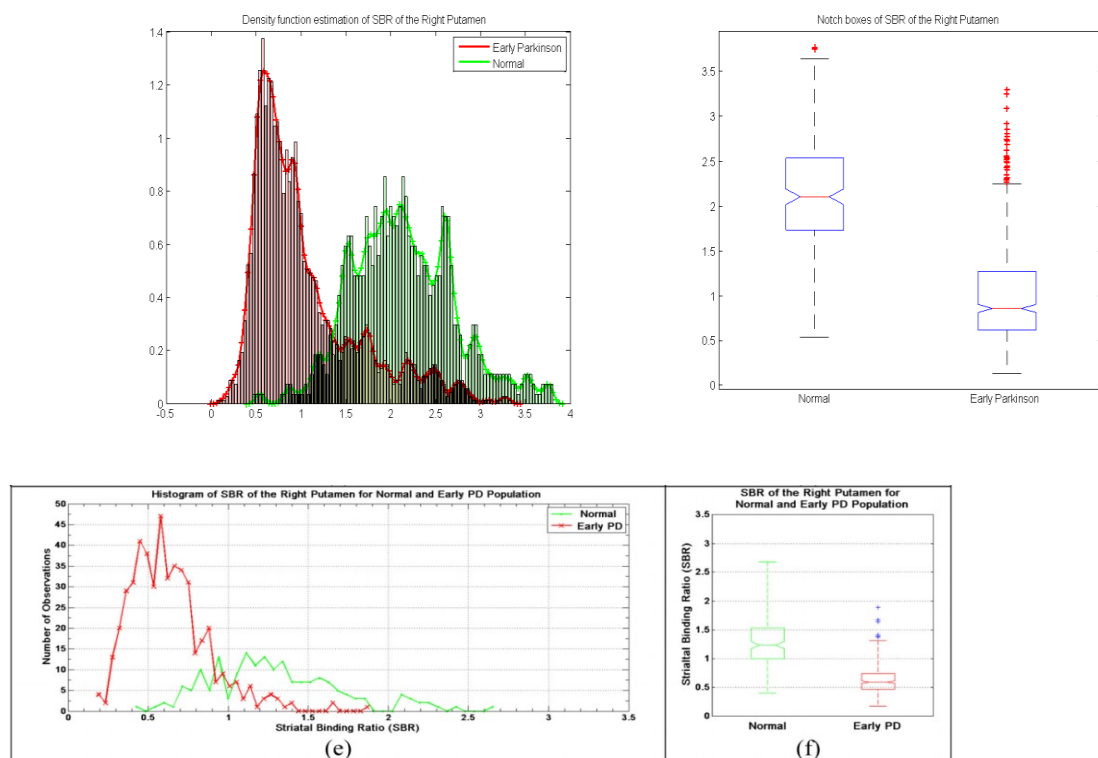 Density function estimation of SBR of the Right Putamen
1.4
1.2
1
0.8
0.6
0.4
0.2
0
-0.5
0
0.5
1
1.5
2
2.5
3
3.5
4
Early Parkinson
Normal
Notch boxes of SBR of the Right Putamen
3.5
3
2.5
2
1.5
1
0.5
0
Normal
Early Parkinson
Histogram of SBR of the Right Putamen for Normal and Early PD Population
Number of Observations
50
45
40
35
30
25
20
15
10
5
0
0
0.5
1
1.5
2
2.5
3
3.5
Normal
Early PD
Striatal Binding Ratio (SBR)
(e)
SBR of the Right Putamen for
Normal and Early PD Population
Striatal Binding Ratio (SBR)
3.5
3
2.5
2
1.5
1
0.5
0
Normal
Early PD
(f)